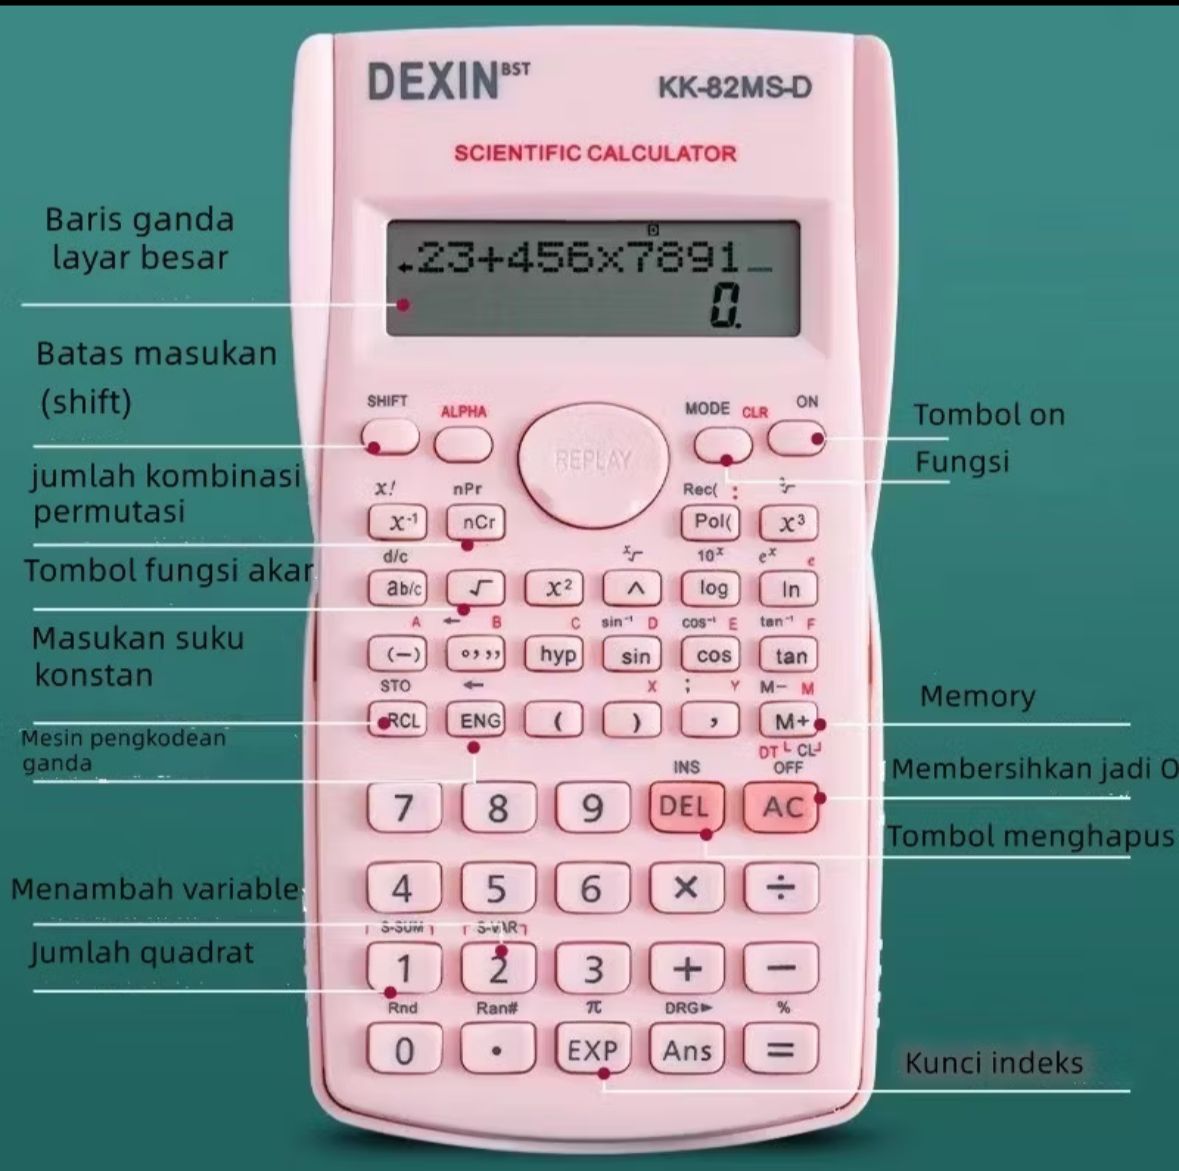 DEXIN BST
KK-82MS-D
SCIENTIFIC CALCULATOR
23+456x7891
0.
Baris ganda
layar besar
Batas masukan
(shift)
jumlah kombinasi
permutasi
Tombol fungsi akar
Masukan suku
konstan
Mesin pengkodean
ganda
Menambah variable
Jumlah quadrat
Tombol on
Fungsi
Memory
Membersihkan jadi O
Tombol menghapus
Kunci indeks
SHIFT ALPHA MODE CLR ON
REPLAY
x! nPr Rec( : ³√
x⁻¹ nCr Pol( x³
d/c ˣ√ 10ˣ eˣ e
ab/c √ x² ^ log ln
A ← B C sin⁻¹ D cos⁻¹ E tan⁻¹ F
(−) °,,, hyp sin cos tan
STO ← X ; Y M− M
RCL ENG ( ) , M+
DT CL
INS OFF
7 8 9 DEL AC
4 5 6 × ÷
S-SUM S-VAR
1 2 3 + −
Rnd Ran# π DRG► %
0 • EXP Ans =